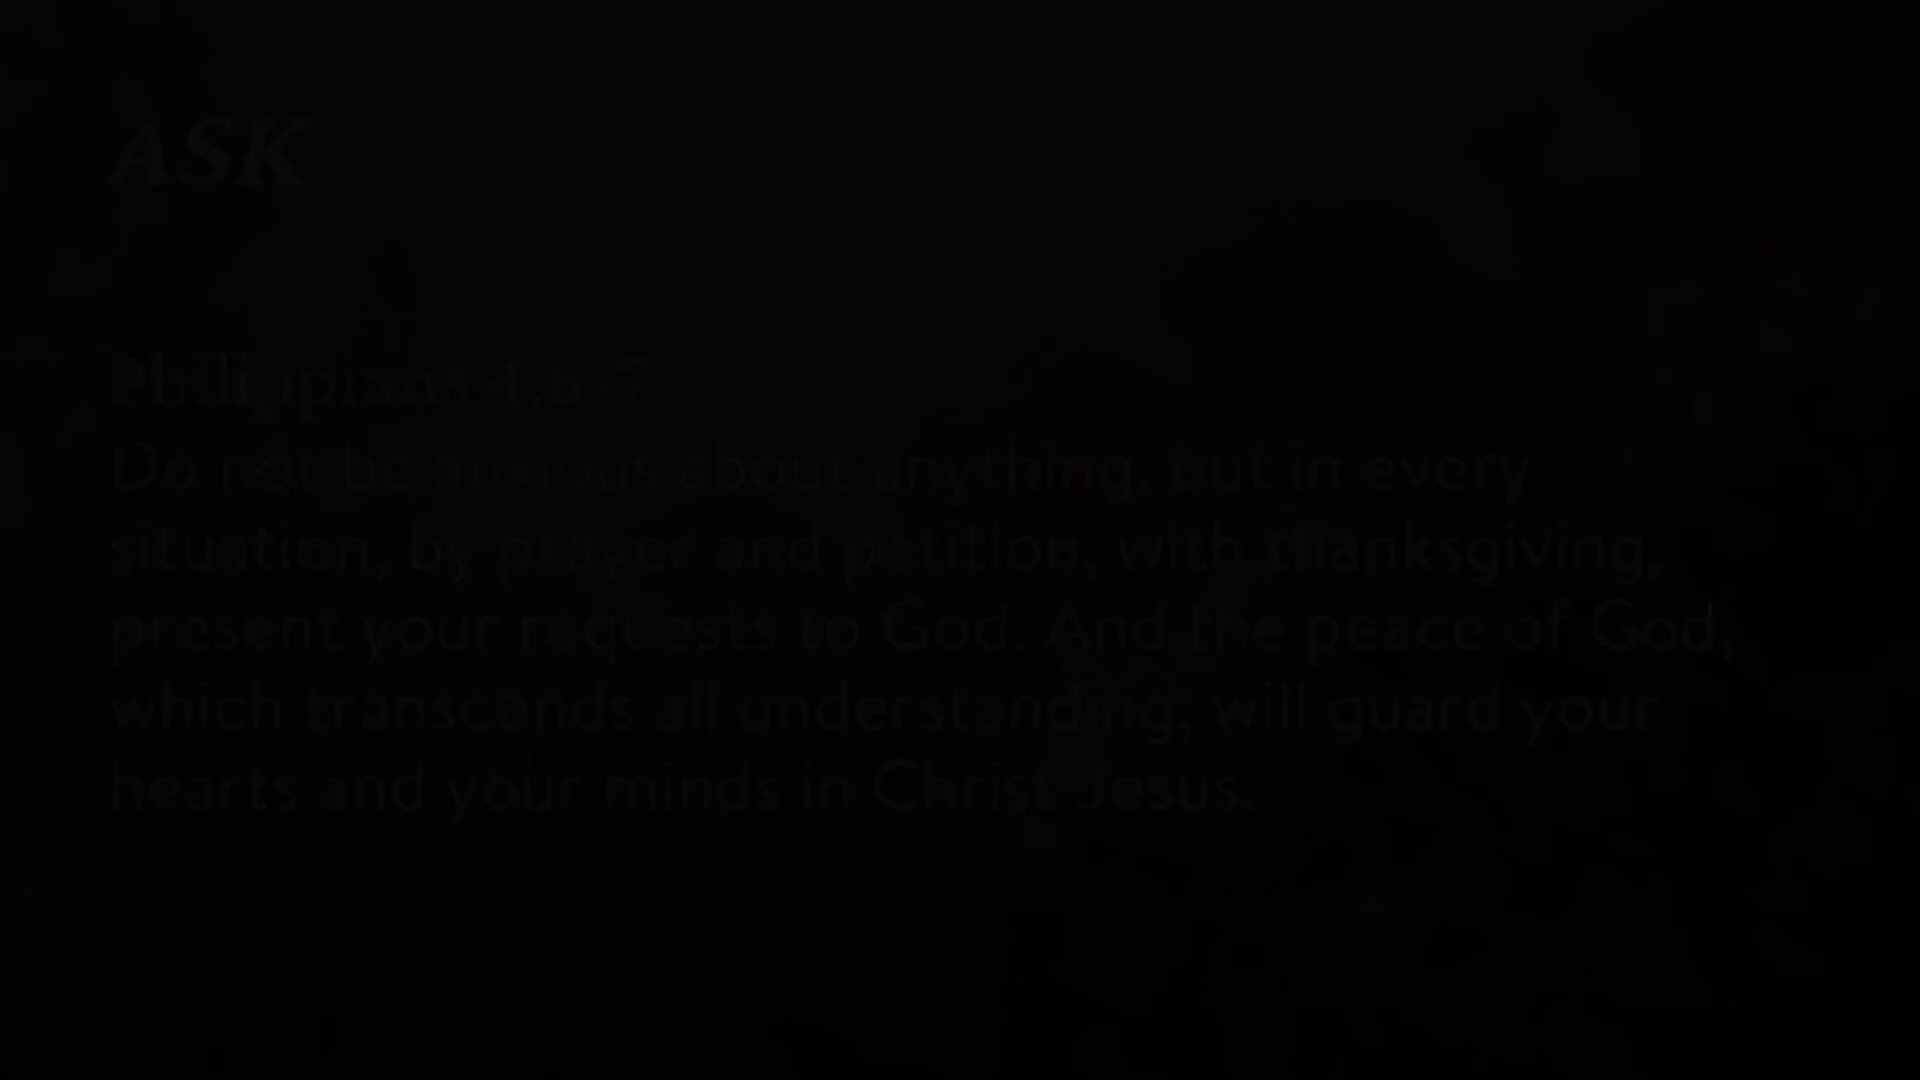 ASK
Philippians 4:6-7
Do not be anxious about anything, but in every
situation, by prayer and petition, with thanksgiving,
present your requests to God. And the peace of God,
which transcends all understanding, will guard your
hearts and your minds in Christ Jesus.